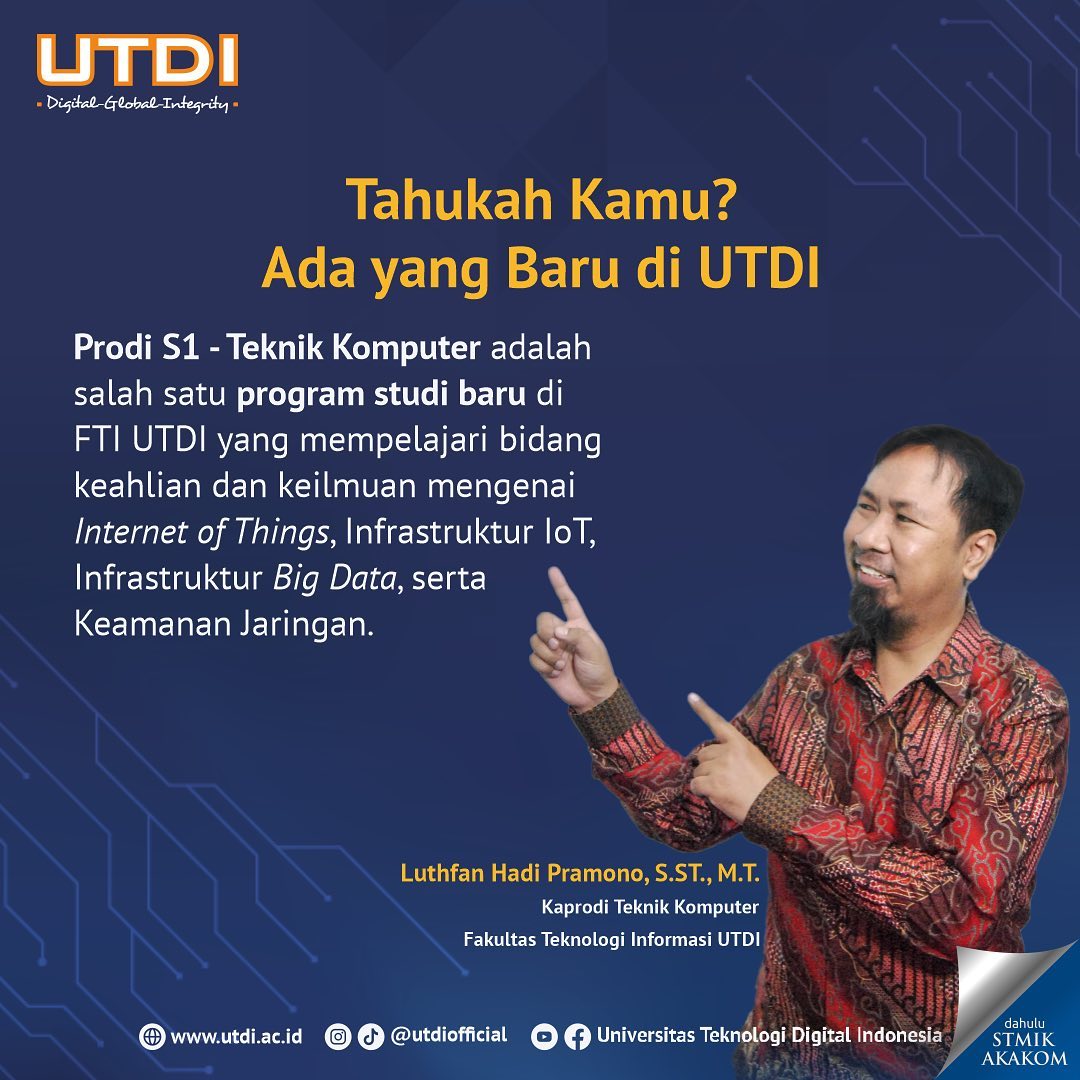 UTDI
Digital-Global-Integrity
Tahukah Kamu?
Ada yang Baru di UTDI
Prodi S1 - Teknik Komputer adalah
salah satu program studi baru di
FTI UTDI yang mempelajari bidang
keahlian dan keilmuan mengenai
Internet of Things, Infrastruktur IoT,
Infrastruktur Big Data, serta
Keamanan Jaringan.
Luthfan Hadi Pramono, S.ST., M.T.
Kaprodi Teknik Komputer
Fakultas Teknologi Informasi UTDI
www.utdi.ac.id @utdiofficial Universitas Teknologi Digital Indonesia
dahulu
STMIK
AKAKOM